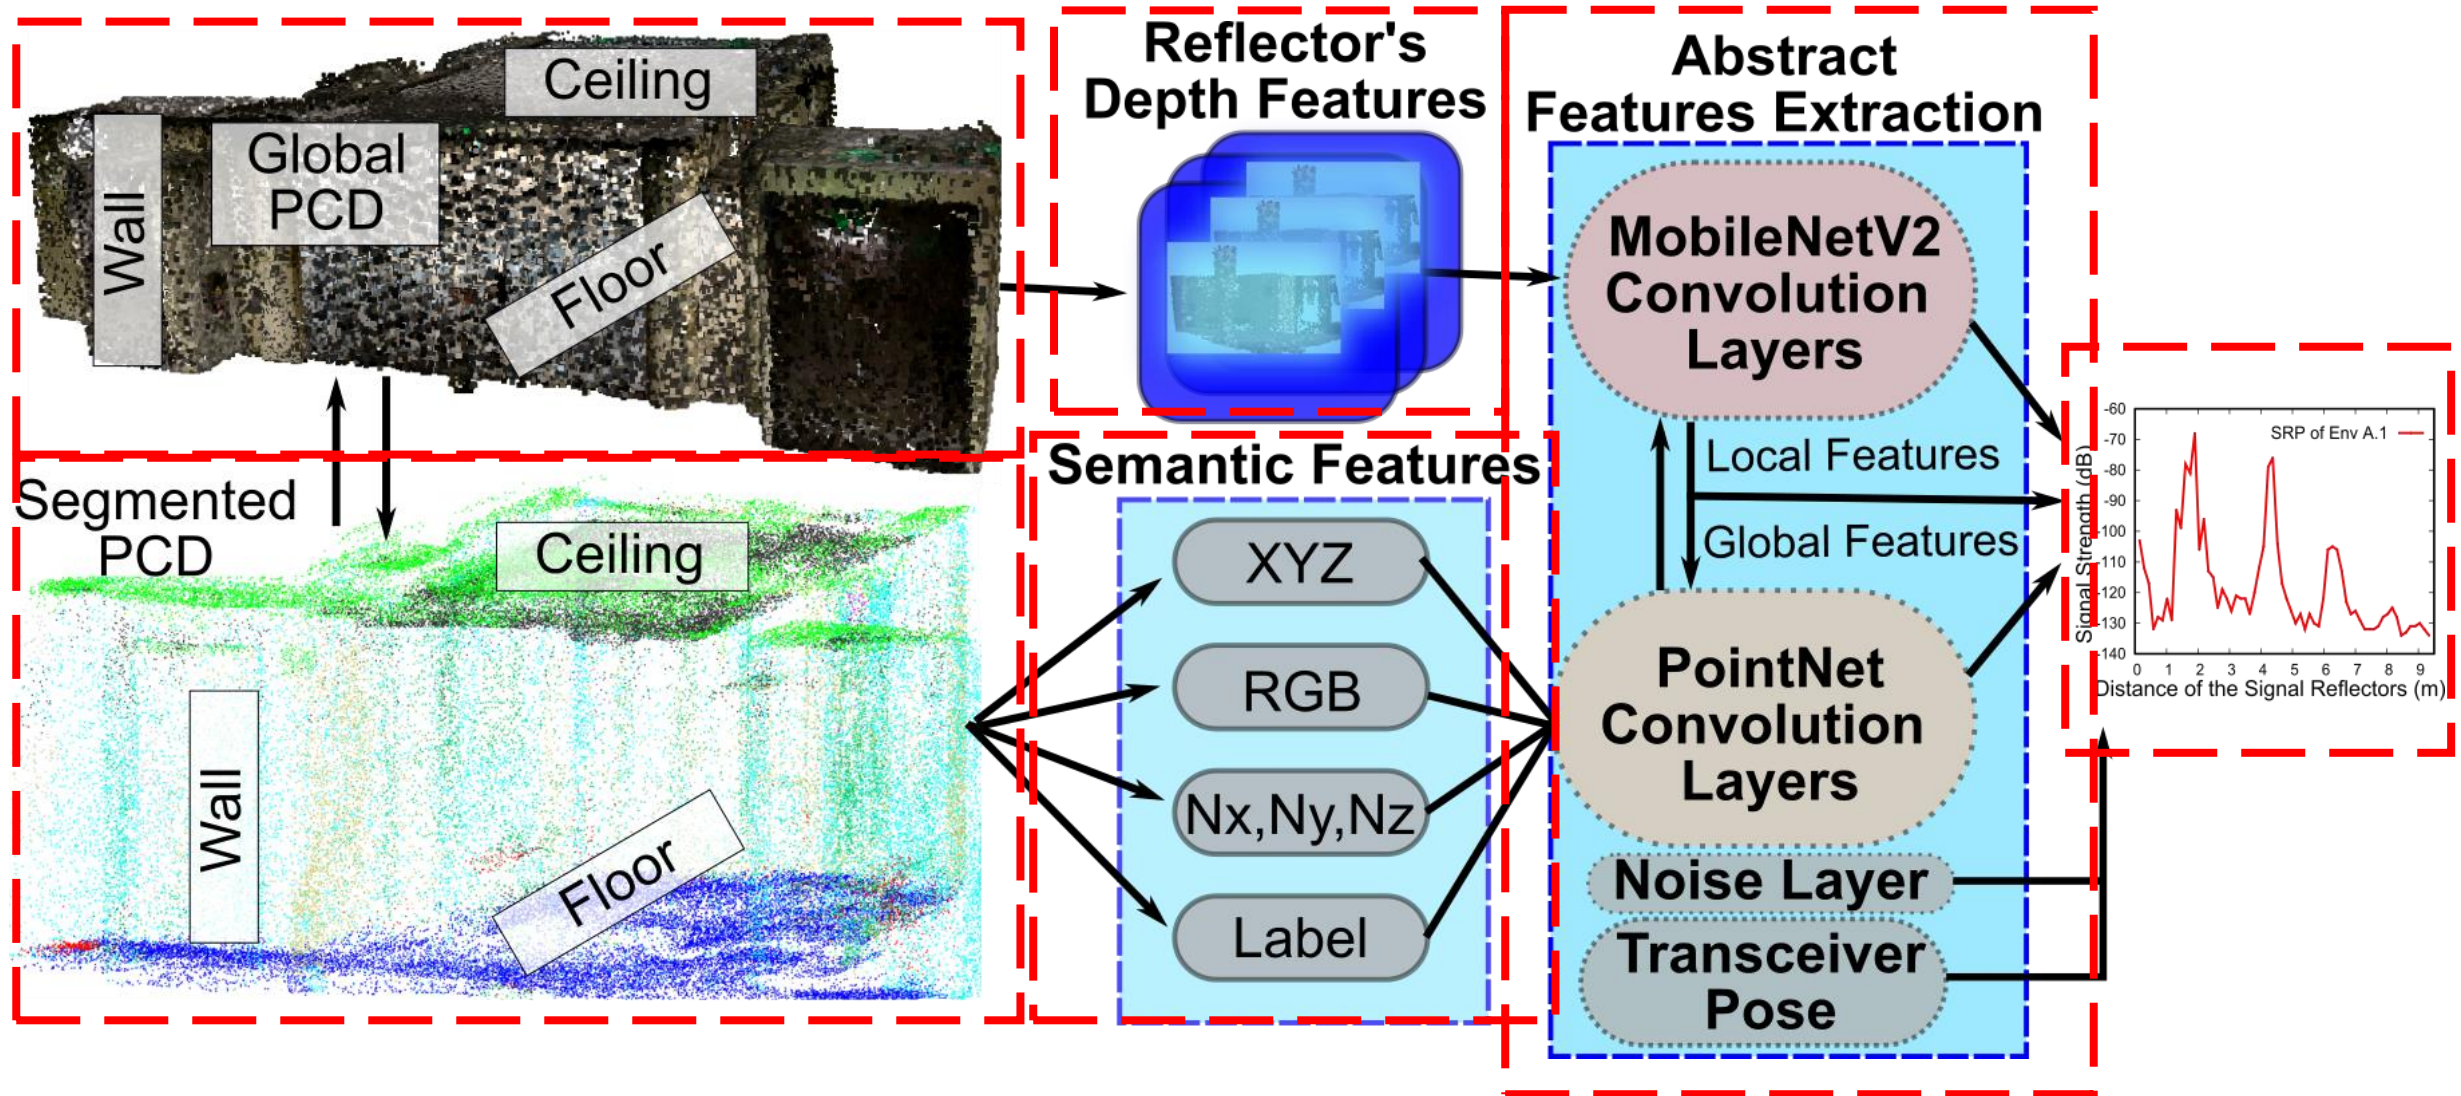 Ceiling
Global
PCD
Wall
Floor
Segmented
PCD
Ceiling
Wall
Floor
Reflector's
Depth Features
Semantic Features
XYZ
RGB
Nx,Ny,Nz
Label
Abstract
Features Extraction
MobileNetV2
Convolution
Layers
Local Features
Global Features
PointNet
Convolution
Layers
Noise Layer
Transceiver
Pose
SRP of Env A.1
Signal Strength (dB)
-60
-70
-80
-90
-100
-110
-120
-130
-140
0 1 2 3 4 5 6 7 8 9
Distance of the Signal Reflectors (m)